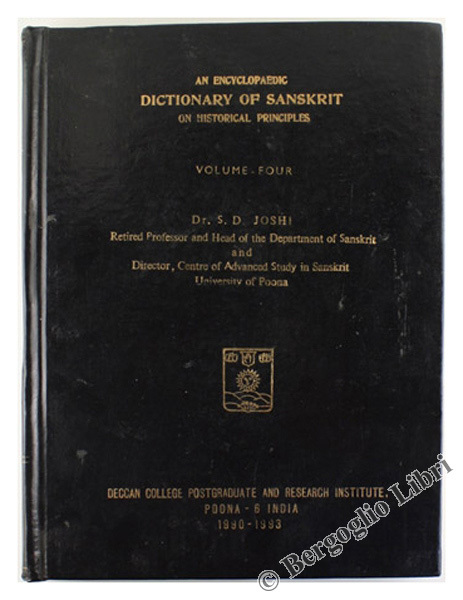 AN ENCYCLOPAEDIC
DICTIONARY OF SANSKRIT
ON HISTORICAL PRINCIPLES
VOLUME-FOUR
Dr. S. D. JOSHI
Retired Professor and Head of the Department of Sanskrit
and
Director, Centre of Advanced Study in Sanskrit
University of Poona
DECCAN COLLEGE POSTGRADUATE AND RESEARCH INSTITUTE,
POONA - 6 INDIA
1990-1993
© Bergoglio Libri